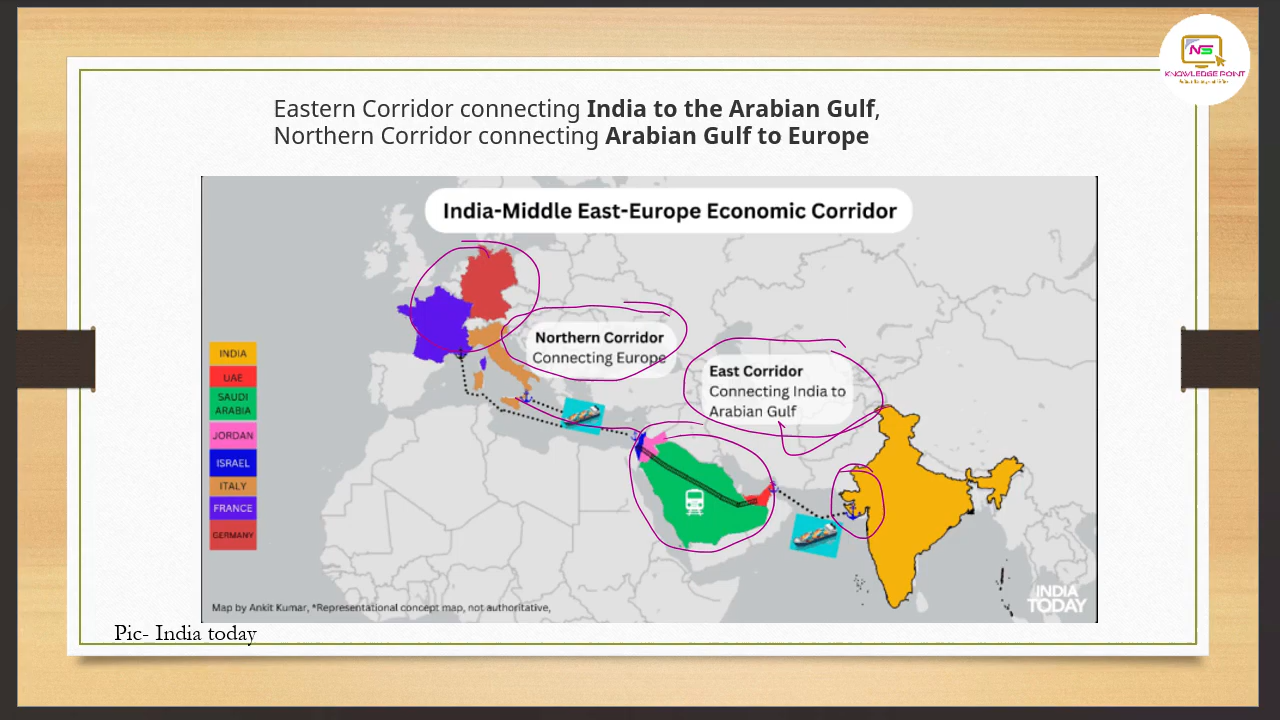 NS
KNOWLEDGE POINT
Eastern Corridor connecting India to the Arabian Gulf,
Northern Corridor connecting Arabian Gulf to Europe
India-Middle East-Europe Economic Corridor
Northern Corridor
Connecting Europe
East Corridor
Connecting India to
Arabian Gulf
INDIA
UAE
SAUDI
ARABIA
JORDAN
ISRAEL
ITALY
FRANCE
GERMANY
Map by Ankit Kumar, *Representational concept map, not authoritative,
INDIA
TODAY
Pic- India today